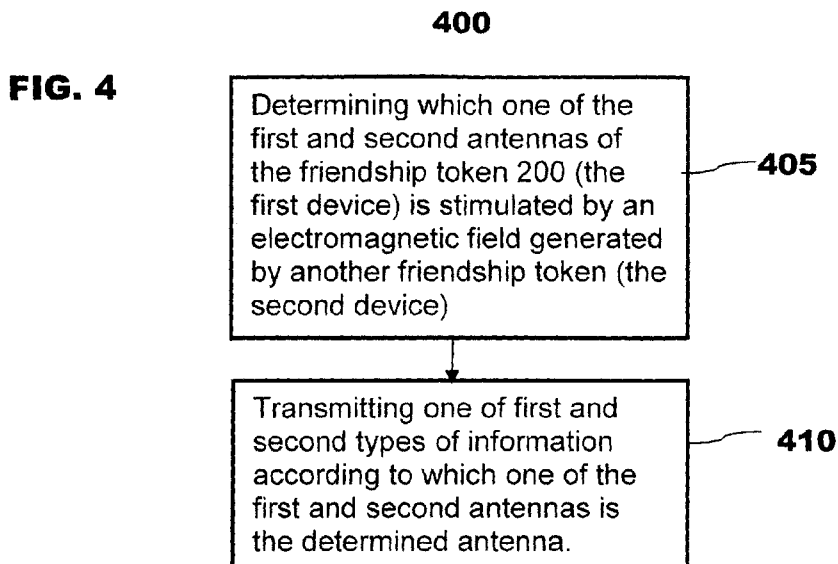 400
FIG. 4
Determining which one of the
first and second antennas of
the friendship token 200 (the
first device) is stimulated by an
electromagnetic field generated
by another friendship token (the
second device)
405
Transmitting one of first and
second types of information
according to which one of the
first and second antennas is
the determined antenna.
410